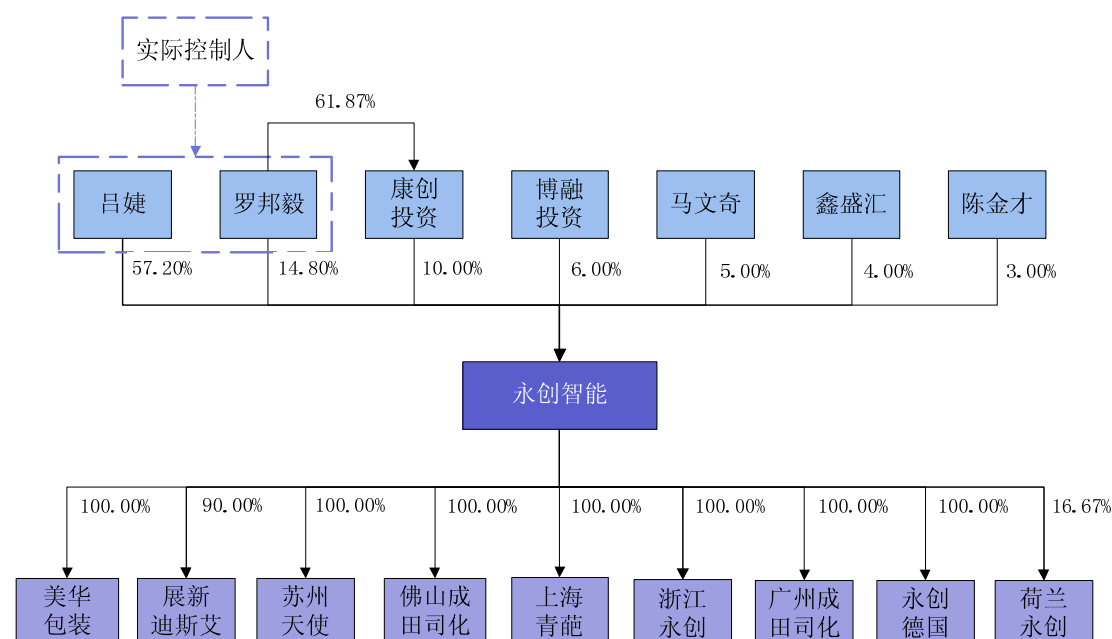 实际控制人
61.87%
吕婕
罗邦毅
康创
投资
博融
投资
马文奇
鑫盛汇
陈金才
57.20%
14.80%
10.00%
6.00%
5.00%
4.00%
3.00%
永创智能
100.00%
90.00%
100.00%
100.00%
100.00%
100.00%
100.00%
100.00%
16.67%
美华
包装
展新
迪斯艾
苏州
天使
佛山成
田司化
上海
青葩
浙江
永创
广州成
田司化
永创
德国
荷兰
永创